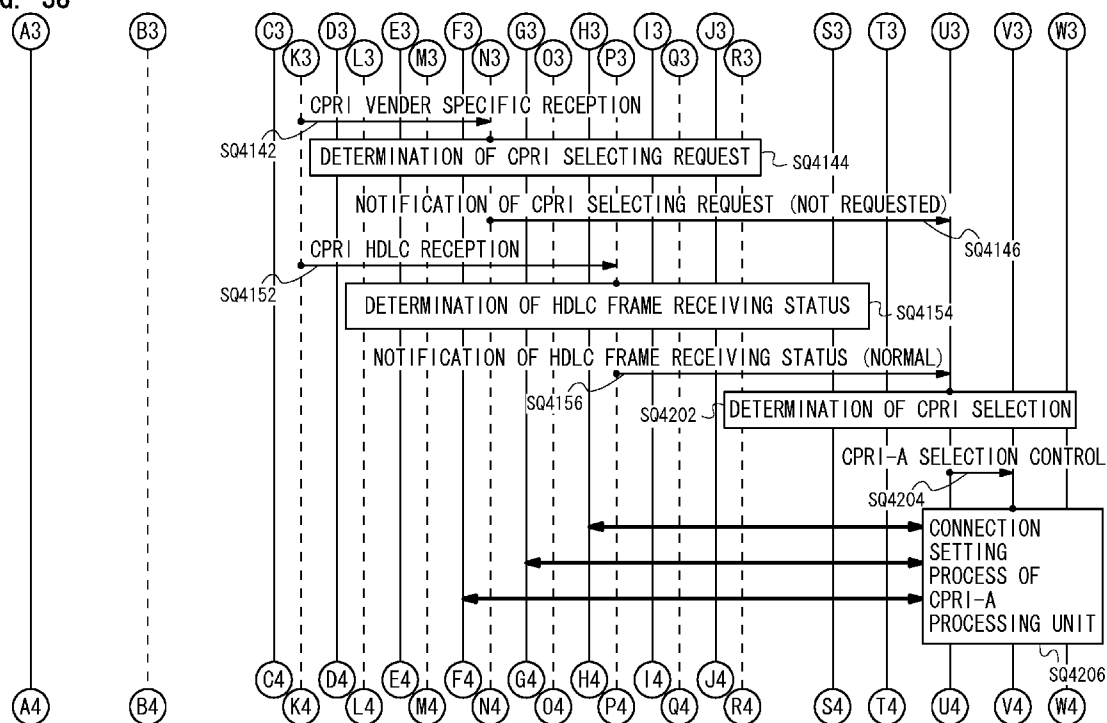 A3 B3 C3 D3 E3 F3 G3 H3 I3 J3 S3 T3 U3 V3 W3
K3 L3 M3 N3 O3 P3 Q3 R3
CPRI VENDER SPECIFIC RECEPTION
SQ4142
DETERMINATION OF CPRI SELECTING REQUEST
SQ4144
NOTIFICATION OF CPRI SELECTING REQUEST (NOT REQUESTED)
SQ4146
CPRI HDLC RECEPTION
SQ4152
DETERMINATION OF HDLC FRAME RECEIVING STATUS
SQ4154
NOTIFICATION OF HDLC FRAME RECEIVING STATUS (NORMAL)
SQ4156
SQ4202
DETERMINATION OF CPRI SELECTION
CPRI-A SELECTION CONTROL
SQ4204
CONNECTION
SETTING
PROCESS OF
CPRI-A
PROCESSING UNIT
SQ4206
C4 D4 E4 F4 G4 H4 I4 J4
A4 B4 K4 L4 M4 N4 O4 P4 Q4 R4 S4 T4 U4 V4 W4